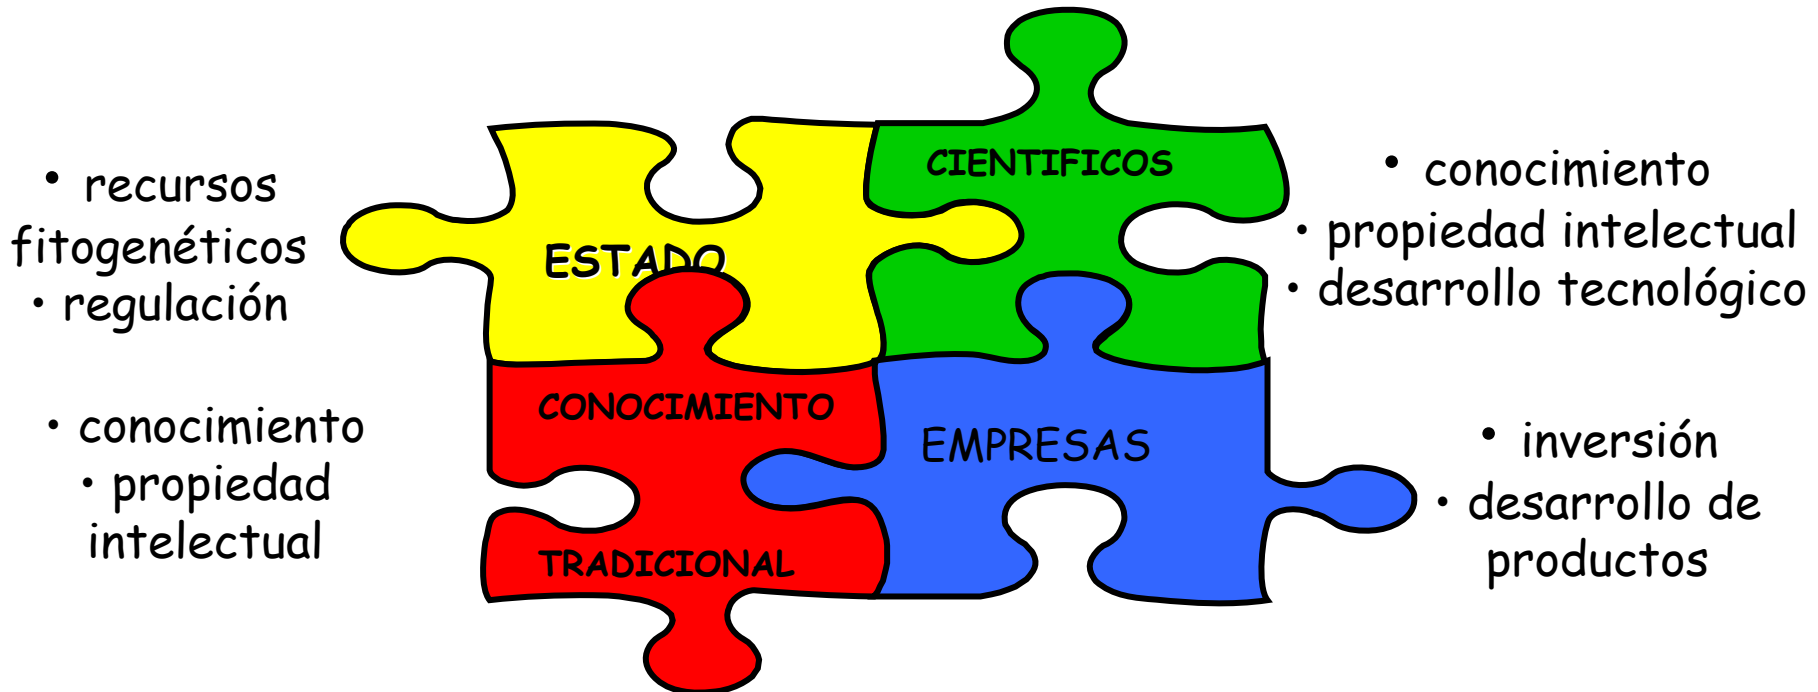 • recursos
fitogenéticos
• regulación
ESTADO
CIENTIFICOS
• conocimiento
• propiedad intelectual
• desarrollo tecnológico
• conocimiento
• propiedad
intelectual
CONOCIMIENTO
TRADICIONAL
EMPRESAS
• inversión
• desarrollo de
productos